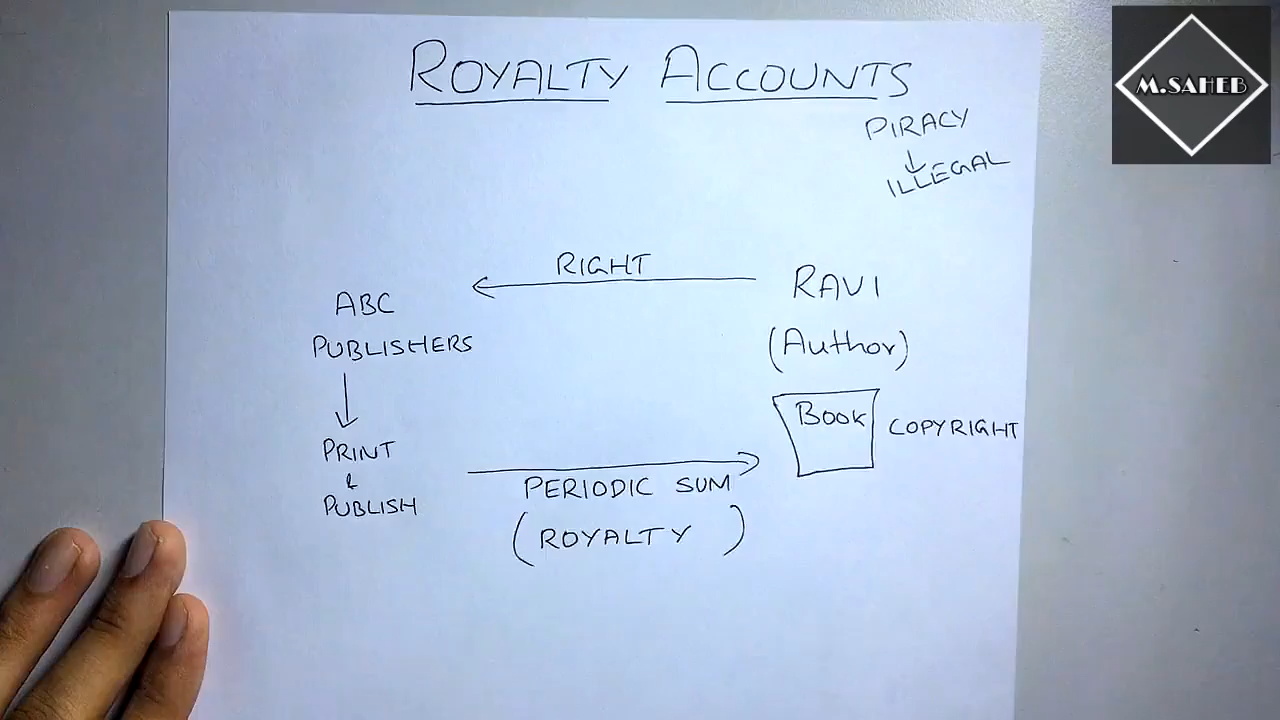 ROYALTY ACCOUNTS
M.SAHEB
PIRACY
ILLEGAL
RIGHT
RAVI
ABC
PUBLISHERS
(Author)
Book
COPYRIGHT
PRINT
&
PUBLISH
PERIODIC SUM
(ROYALTY)